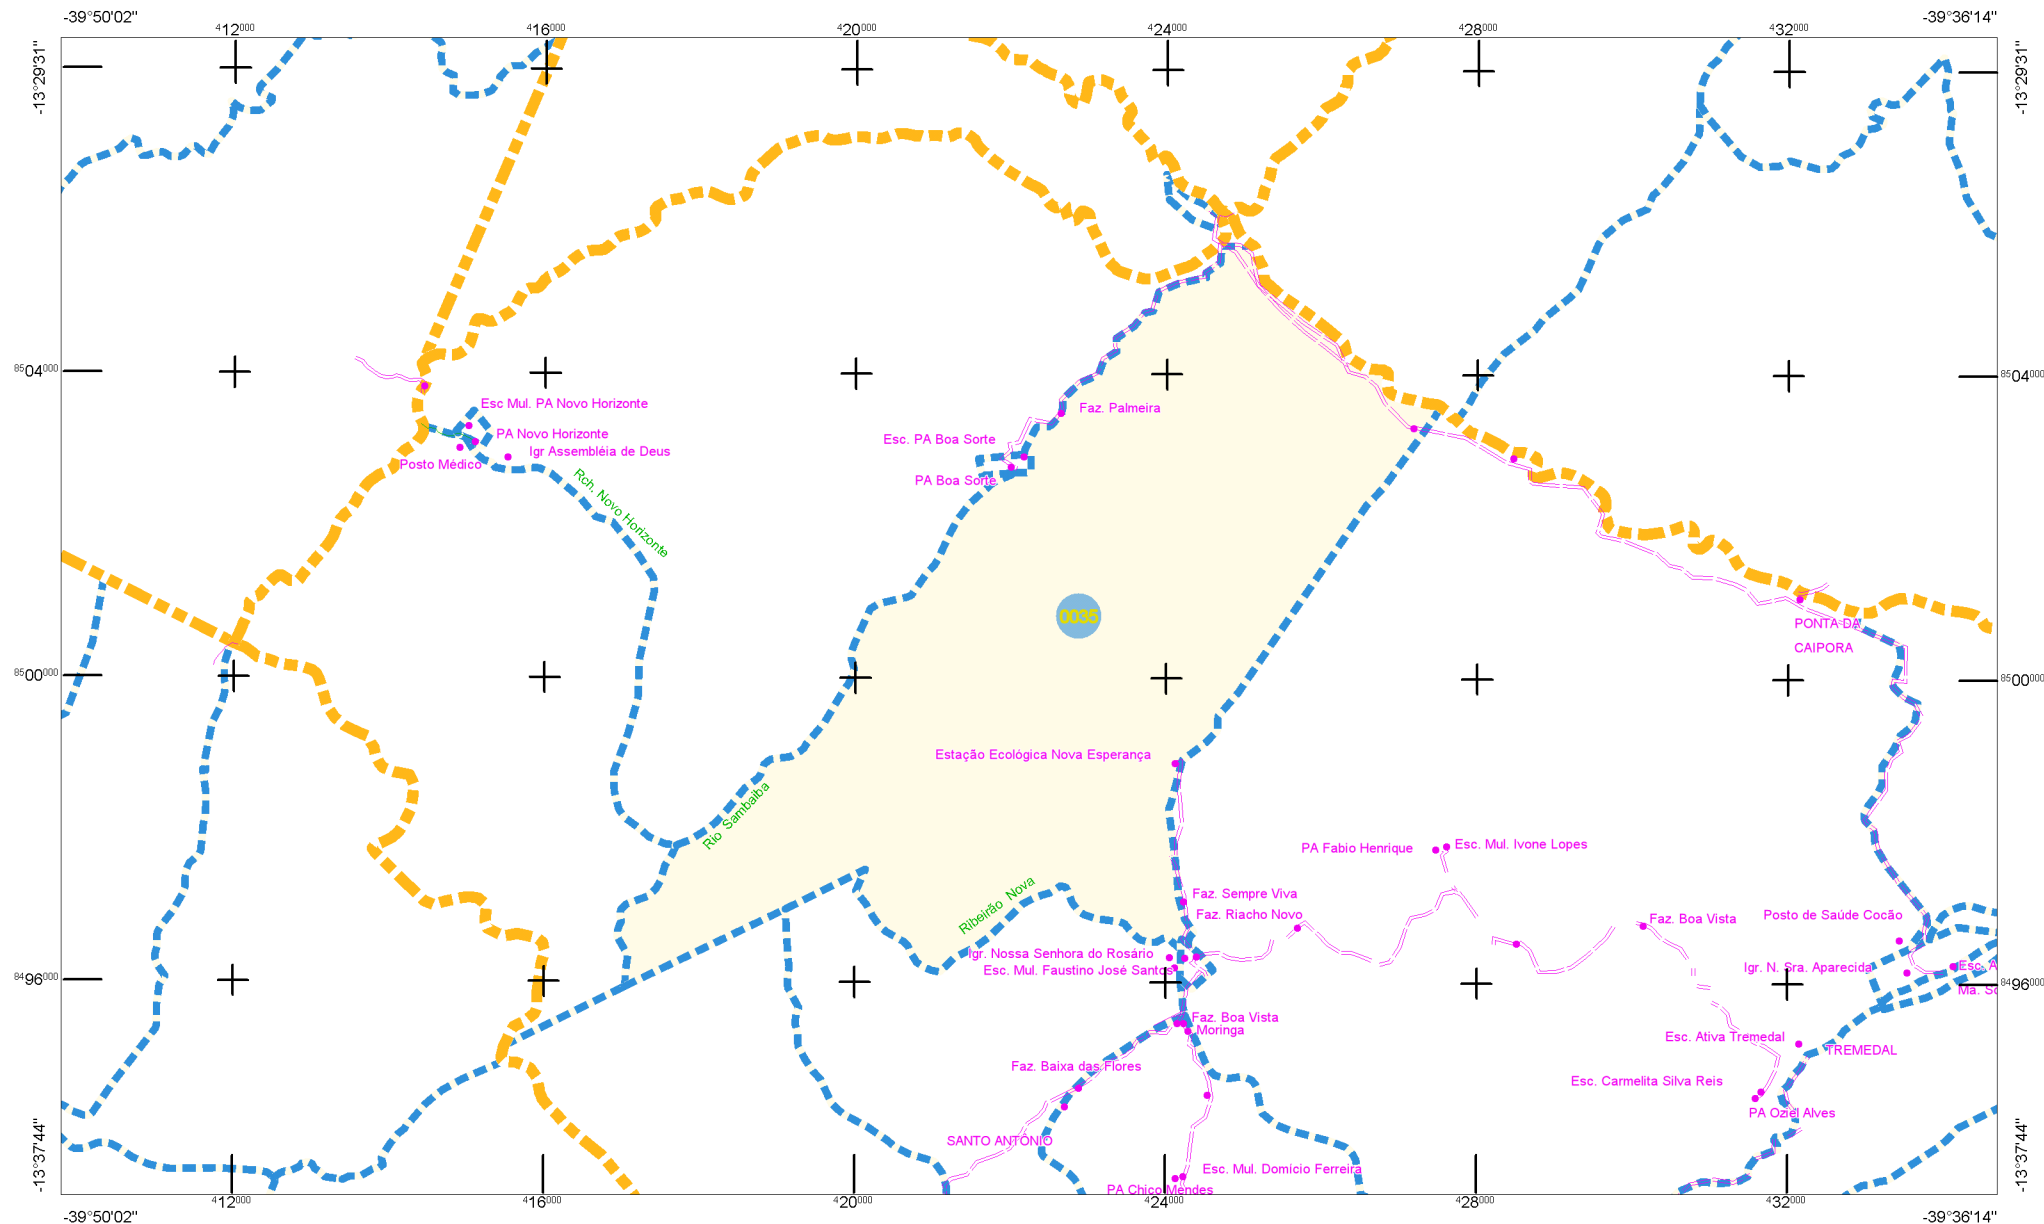 -39°50'02" -39°36'14"
412000 416000 420000 424000 428000 432000
-13°29'31" -13°29'31"
8504000 8504000
Esc Mul. PA Novo Horizonte
Faz. Palmeira
PA Novo Horizonte
Esc. PA Boa Sorte
Igr Assembléia de Deus
Posto Médico
PA Boa Sorte
Rch. Novo Horizonte
0035
PONTA DA
CAIPORA
8500000 8500000
Estação Ecológica Nova Esperança
Rio Sambaíba
PA Fabio Henrique
Esc. Mul. Ivone Lopes
Faz. Sempre Viva
Ribeirão Nova
Faz. Riacho Novo
Faz. Boa Vista
Posto de Saúde Cocão
Igr. Nossa Senhora do Rosário
Esc. Mul. Faustino José Santos
Igr. N. Sra. Aparecida
Esc. A
8496000 8496000
Ma. So
Faz. Boa Vista
Moringa
Esc. Ativa Tremedal
TREMEDAL
Faz. Baixa das Flores
Esc. Carmelita Silva Reis
PA Oziel Alves
SANTO ANTÔNIO
Esc. Mul. Domicio Ferreira
PA Chico Mendes
-13°37'44" -13°37'44"
412000 416000 420000 424000 428000 432000
-39°50'02" -39°36'14"